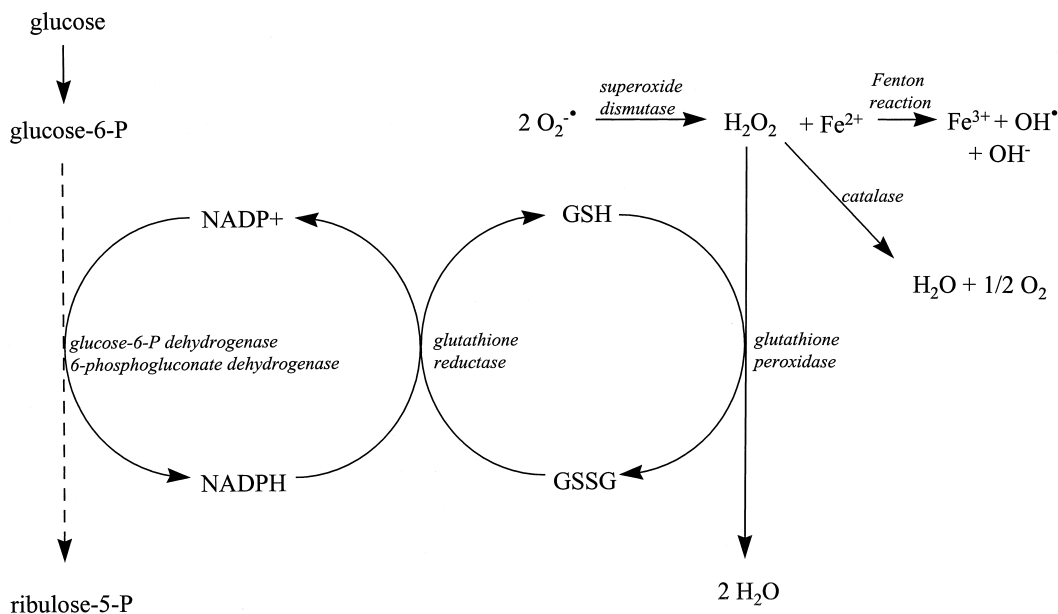 glucose
glucose-6-P
superoxide
dismutase
Fenton
reaction
2 O₂⁻•
H₂O₂
+ Fe²⁺
Fe³⁺ + OH•
+ OH⁻
catalase
NADP+
GSH
H₂O + 1/2 O₂
glucose-6-P dehydrogenase
6-phosphogluconate dehydrogenase
glutathione
reductase
glutathione
peroxidase
NADPH
GSSG
ribulose-5-P
2 H₂O